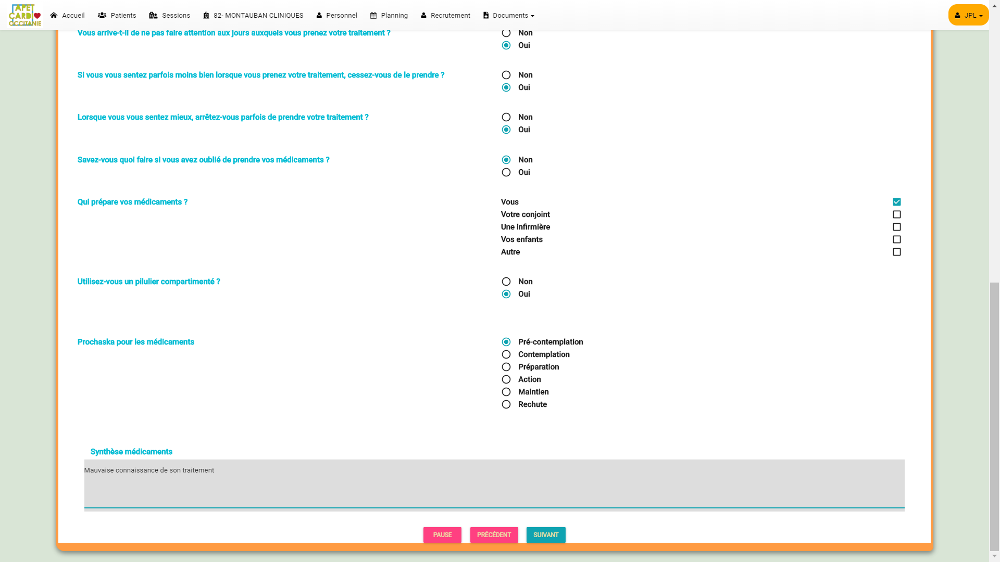 APET
CARDIO
OCCITANIE
Accueil
Patients
Sessions
82- MONTAUBAN CLINIQUES
Personnel
Planning
Recrutement
Documents
JPL
Vous arrive-t-il de ne pas faire attention aux jours auxquels vous prenez votre traitement ?
Non
Oui
Si vous vous sentez parfois moins bien lorsque vous prenez votre traitement, cessez-vous de le prendre ?
Non
Oui
Lorsque vous vous sentez mieux, arrêtez-vous parfois de prendre votre traitement ?
Non
Oui
Savez-vous quoi faire si vous avez oublié de prendre vos médicaments ?
Non
Oui
Qui prépare vos médicaments ?
Vous
Votre conjoint
Une infirmière
Vos enfants
Autre
Utilisez-vous un pilulier compartimenté ?
Non
Oui
Prochaska pour les médicaments
Pré-contemplation
Contemplation
Préparation
Action
Maintien
Rechute
Synthèse médicaments
Mauvaise connaissance de son traitement
PAUSE
PRÉCÉDENT
SUIVANT